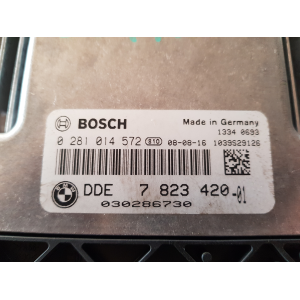 BOSCH
Made in Germany
1334 0693
0 281 014 572 S10 08-08-16 1039S29126
DDE 7 823 420-01
030286730